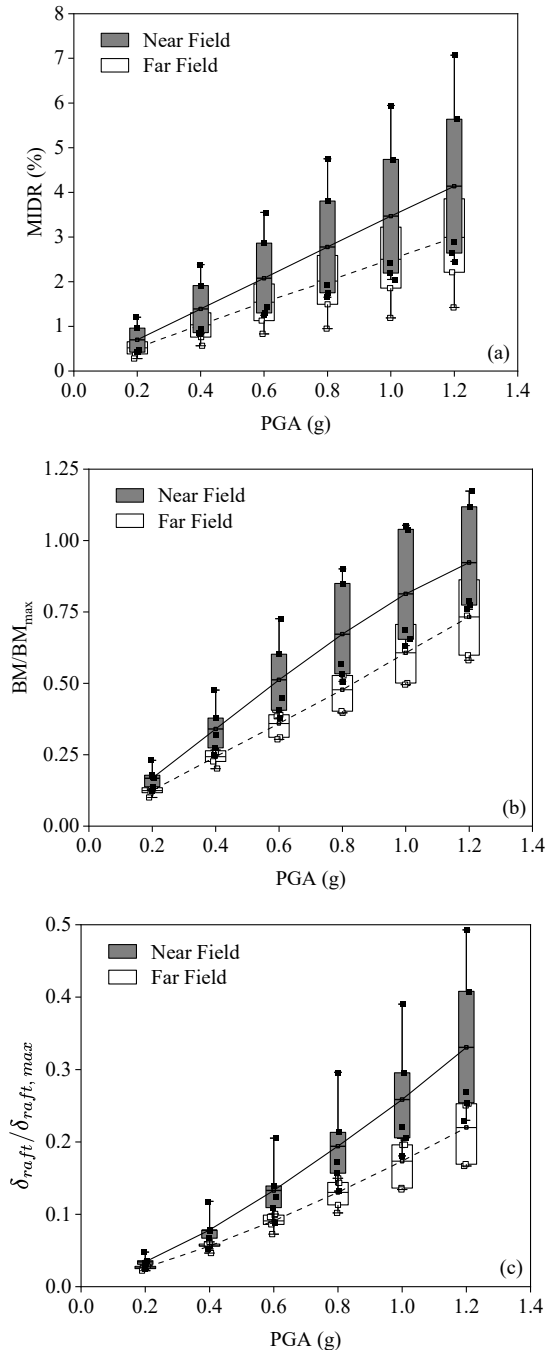 8
7
6
5
4
3
2
1
0
MIDR (%)
Near Field
Far Field
(a)
0.0 0.2 0.4 0.6 0.8 1.0 1.2 1.4
PGA (g)
1.25
1.00
0.75
0.50
0.25
0.00
BM/BMmax
Near Field
Far Field
(b)
0.0 0.2 0.4 0.6 0.8 1.0 1.2 1.4
PGA (g)
0.5
0.4
0.3
0.2
0.1
0.0
δraft/δraft, max
Near Field
Far Field
(c)
0.0 0.2 0.4 0.6 0.8 1.0 1.2 1.4
PGA (g)